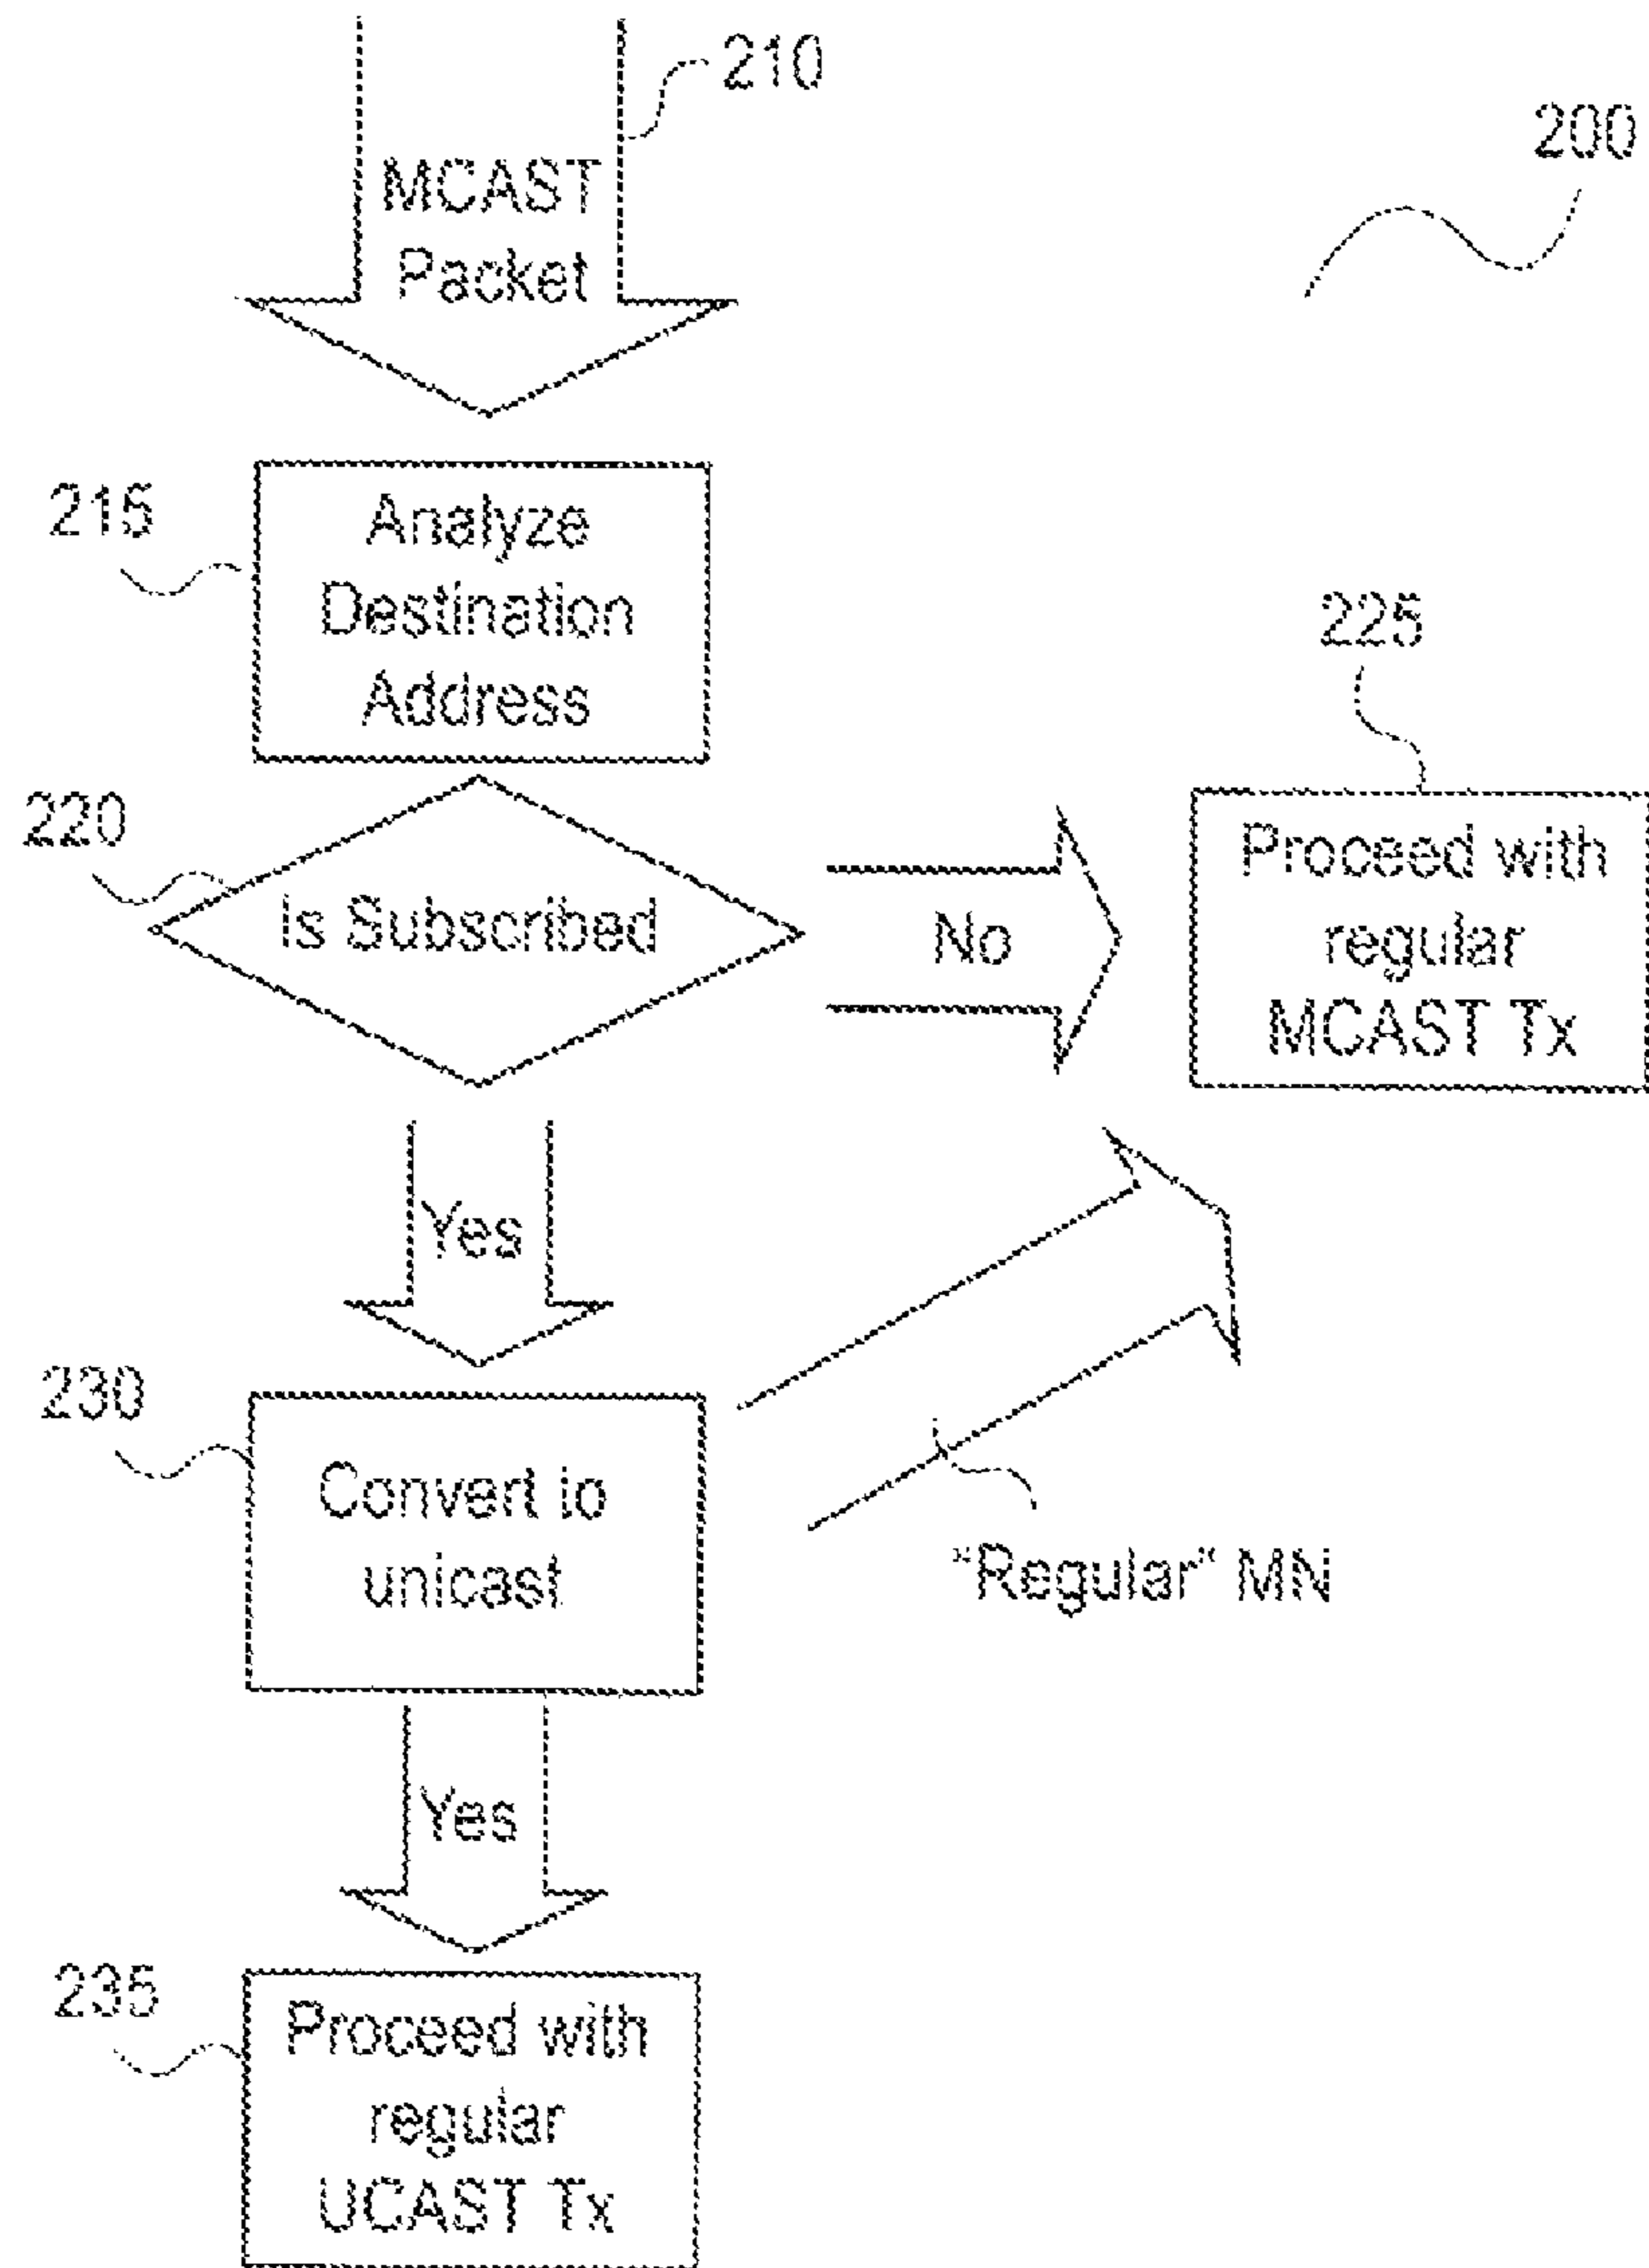 210
200
MCAST
Packet
215
Analyze
Destination
Address
225
220
Is Subscribed
No
Proceed with
regular
MCAST Tx
Yes
230
Convert to
unicast
"Regular" MN
Yes
235
Proceed with
regular
UCAST Tx